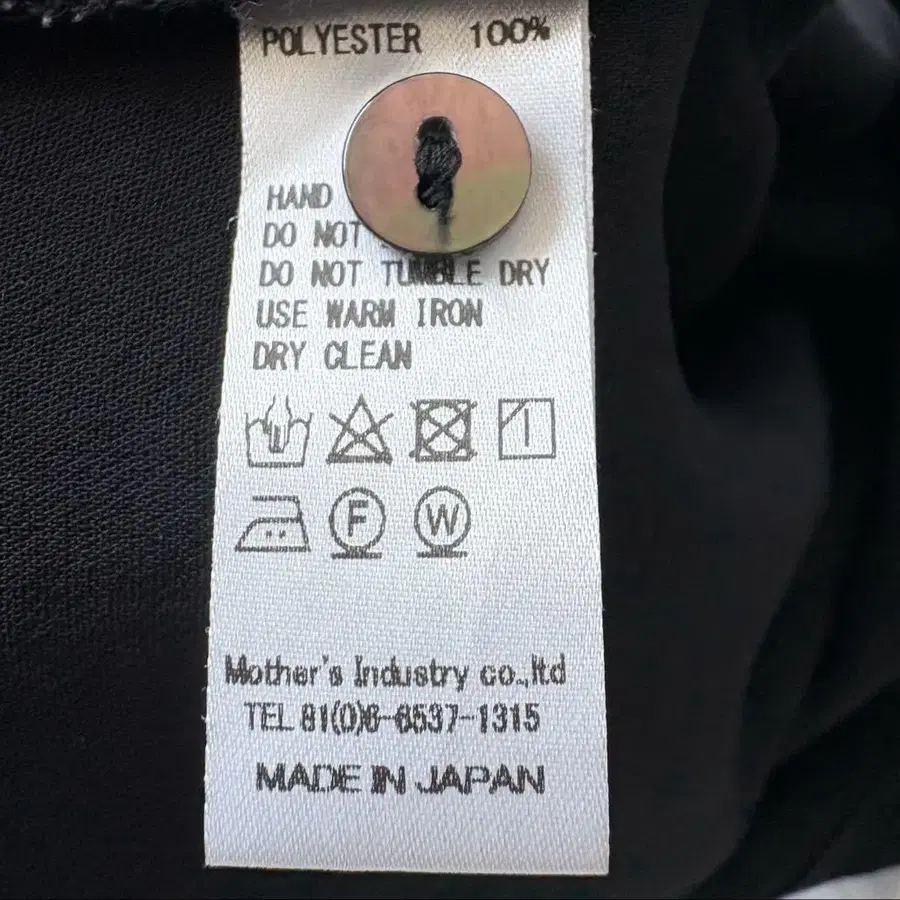 POLYESTER 100%
HAND
DO NOT
DO NOT TUMBLE DRY
USE WARM IRON
DRY CLEAN
F W
Mother's Industry co.,ltd
TEL 81(0)6-6537-1315
MADE IN JAPAN